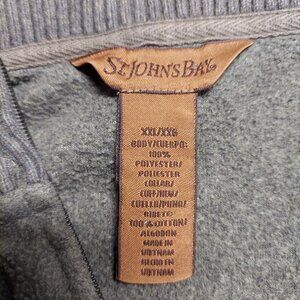 ST. JOHN'S BAY
XXL/XXG
BODY/CUERPO:
100%
POLYESTER/
POLIESTER
COLLAR/
CUFF/HEM/
CUELLO/PUNO/
RIBETE:
100% COTTON/
ALGODON
MADE IN
VIETNAM
HECHO EN
VIETNAM